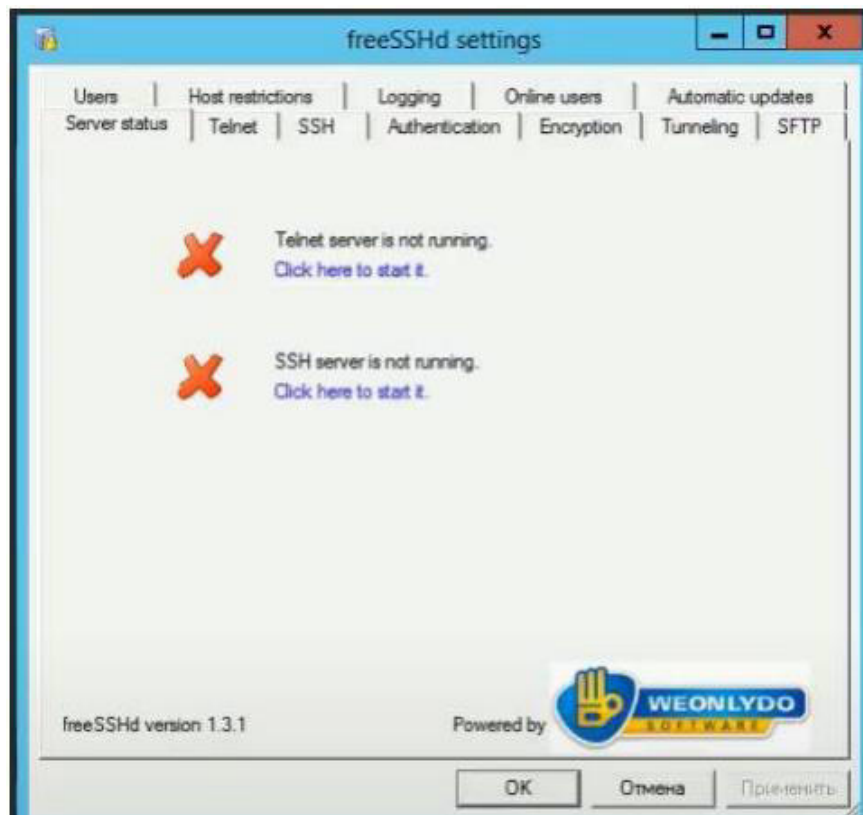 freeSSHd settings
Users Host restrictions Logging Online users Automatic updates
Server status Telnet SSH Authentication Encryption Tunneling SFTP
Telnet server is not running.
Click here to start it.
SSH server is not running.
Click here to start it.
freeSSHd version 1.3.1
Powered by
WEONLYDO
SOFTWARE
OK Отмена Применить